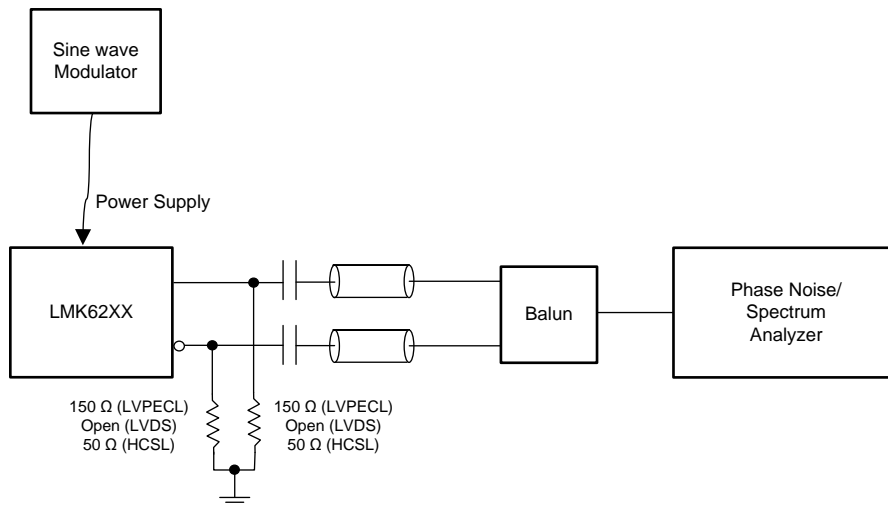 Sine wave
Modulator
Power Supply
LMK62XX
Balun
Phase Noise/
Spectrum
Analyzer
150 Ω (LVPECL)
Open (LVDS)
50 Ω (HCSL)
150 Ω (LVPECL)
Open (LVDS)
50 Ω (HCSL)